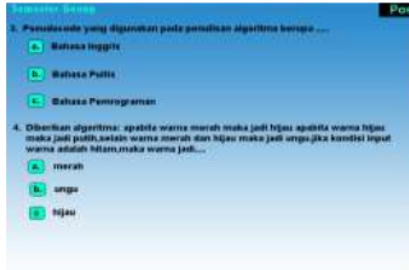 Semester Genap
Po
3. Pseudocode yang digunakan pada penulisan algoritma berupa ....
a. Bahasa Inggris
b. Bahasa Puitis
c. Bahasa Pemrograman
4. Diberikan algoritma: apabila warna merah maka jadi hijau apabila warna hijau
maka jadi putih,selain warna merah dan hijau maka jadi ungu,jika kondisi input
warna adalah hitam,maka warna jadi....
a. merah
b. ungu
c hijau